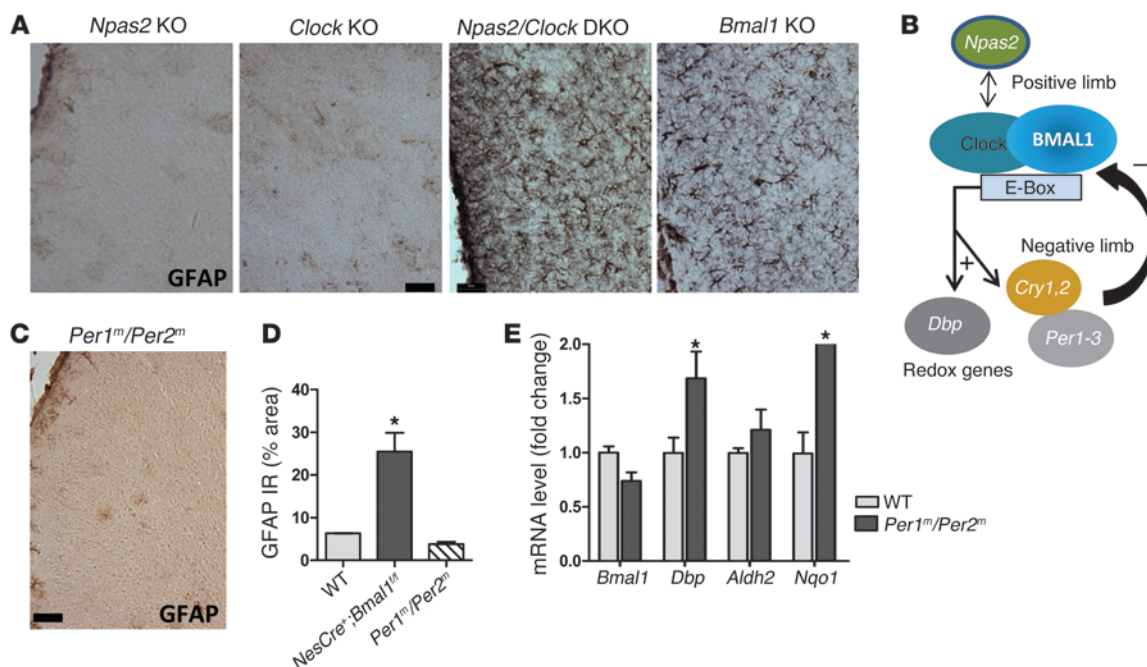 A
Npas2 KO
Clock KO
Npas2/Clock DKO
Bmal1 KO
GFAP
B
Npas2
Positive limb
Clock
BMAL1
E-Box
–
Negative limb
+
Cry1,2
Per1-3
Dbp
Redox genes
C
Per1ᵐ/Per2ᵐ
GFAP
D
GFAP IR (% area)
40
30
20
10
0
*
WT
NesCre⁺;Bmal1ᶠ/ᶠ
Per1ᵐ/Per2ᵐ
E
mRNA level (fold change)
2.0
1.5
1.0
0.5
0.0
*
*
Bmal1
Dbp
Aldh2
Nqo1
WT
Per1ᵐ/Per2ᵐ